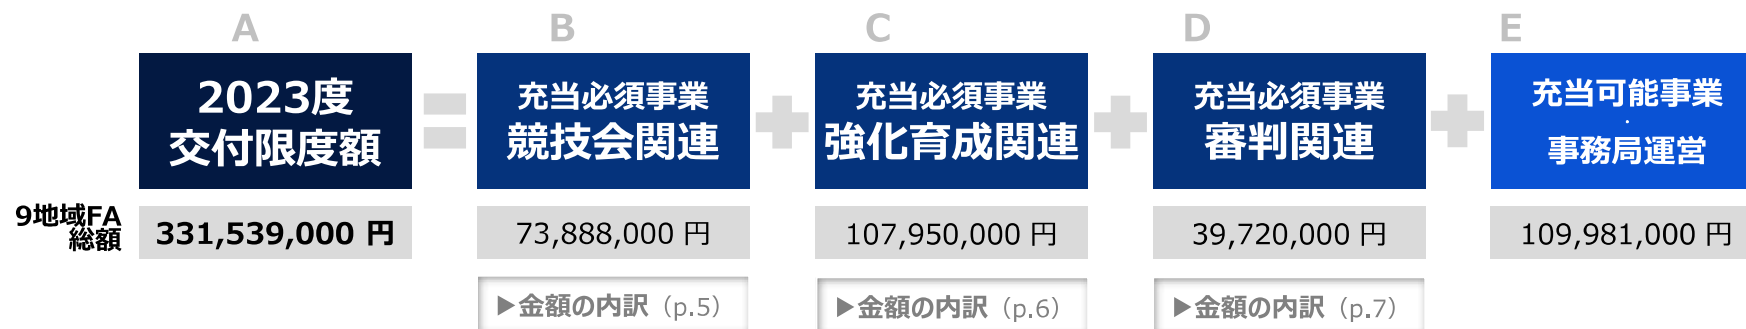 A
B
C
D
E
2023度
交付限度額
=
充当必須事業
競技会関連
+
充当必須事業
強化育成関連
+
充当必須事業
審判関連
+
充当可能事業
・
事務局運営
9地域FA
総額
331,539,000 円
73,888,000 円
107,950,000 円
39,720,000 円
109,981,000 円
▶金額の内訳（p.5）
▶金額の内訳（p.6）
▶金額の内訳（p.7）